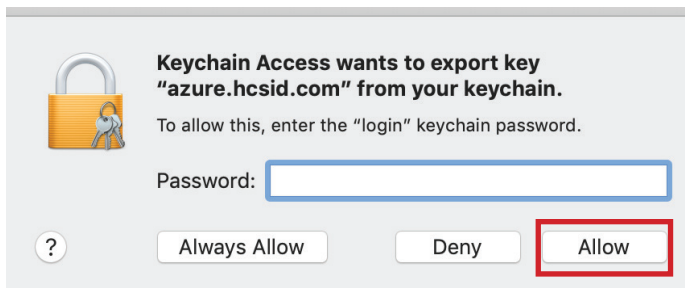 Keychain Access wants to export key
“azure.hcsid.com” from your keychain.
To allow this, enter the “login” keychain password.
Password:
?
Always Allow
Deny
Allow